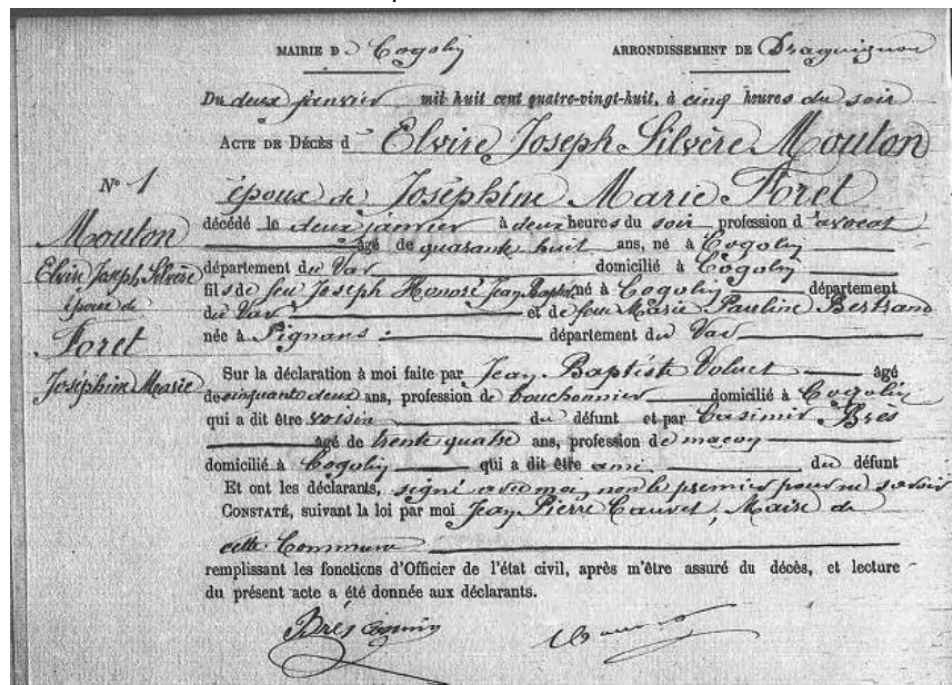 MAIRIE D Cogolin ARRONDISSEMENT DE Draguignan
Du deux janvier mil huit cent quatre-vingt-huit, à cinq heures du soir
ACTE DE DÉCÈS d' Elvire Joseph Silvère Mouton
N° 1
époux de Joséphine Marie Foret
Mouton
Elvire Joseph Silvère
époux de
Foret
Joséphine Marie
décédé le deux janvier à deux heures du soir profession d'avocat
âgé de quarante huit ans, né à Cogolin
département du Var domicilié à Cogolin
fils de feu Joseph Honoré Jean Baptiste né à Cogolin département
du Var et de feue Marie Pauline Bertrand
née à Pignans département du Var
Sur la déclaration à moi faite par Jean Baptiste âgé
de cinquante deux ans, profession de bouchonnier domicilié à Cogolin
qui a dit être voisin du défunt et par Casimir Brès
âgé de trente quatre ans, profession de maçon
domicilié à Cogolin qui a dit être ami du défunt
Et ont les déclarants, signé avec moi, non le premier pour ne savoir
CONSTATÉ, suivant la loi par moi Jean Pierre Cauvet, Maire de
cette Commune
remplissant les fonctions d'Officier de l'état civil, après m'être assuré du décès, et lecture
du présent acte a été donnée aux déclarants.
Brès Casimir